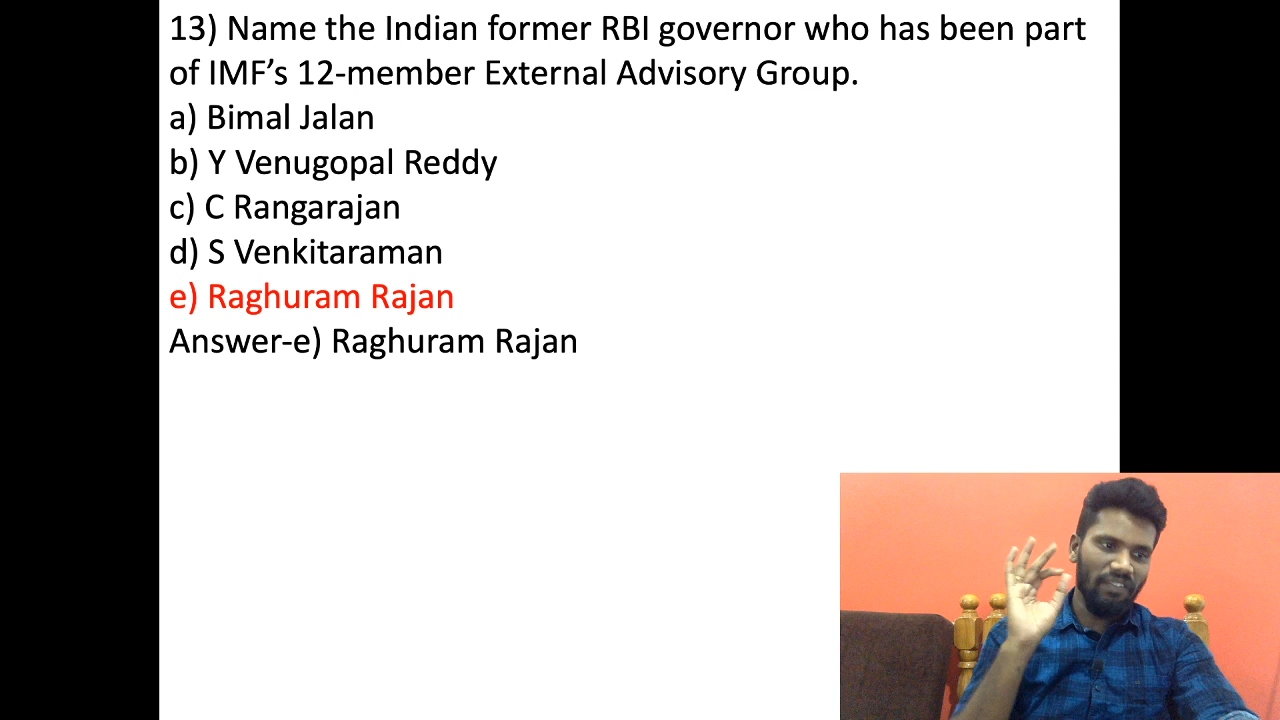 13) Name the Indian former RBI governor who has been part
of IMF’s 12-member External Advisory Group.
a) Bimal Jalan
b) Y Venugopal Reddy
c) C Rangarajan
d) S Venkitaraman
e) Raghuram Rajan
Answer-e) Raghuram Rajan